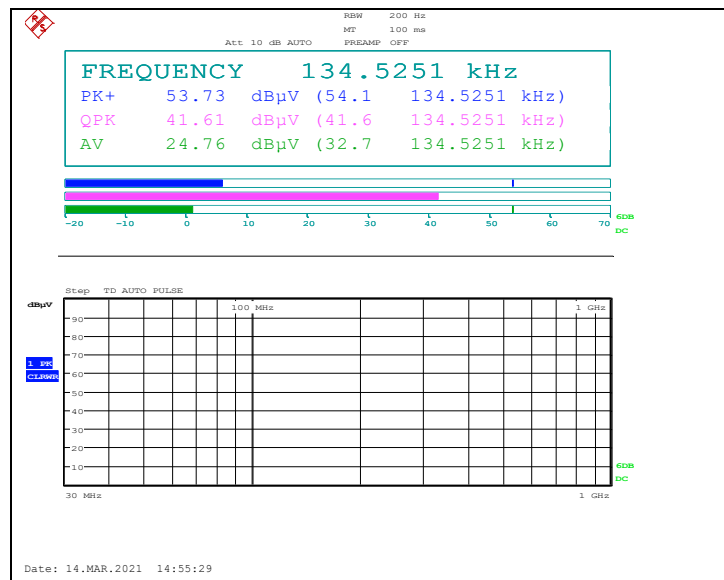 R
S
RBW 200 Hz
MT 100 ms
Att 10 dB AUTO PREAMP OFF
FREQUENCY 134.5251 kHz
PK+ 53.73 dBµV (54.1 134.5251 kHz)
QPK 41.61 dBµV (41.6 134.5251 kHz)
AV 24.76 dBµV (32.7 134.5251 kHz)
-20 -10 0 10 20 30 40 50 60 70
6DB
DC
Step TD AUTO PULSE
dBµV
100 MHz 1 GHz
90
80
70
1 PK
60
CLRWR
50
40
30
20
10
6DB
DC
30 MHz 1 GHz
Date: 14.MAR.2021 14:55:29